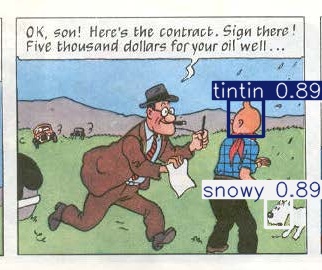 OK, son! Here's the contract. Sign there!
Five thousand dollars for your oil well...
tintin 0.89
snowy 0.89